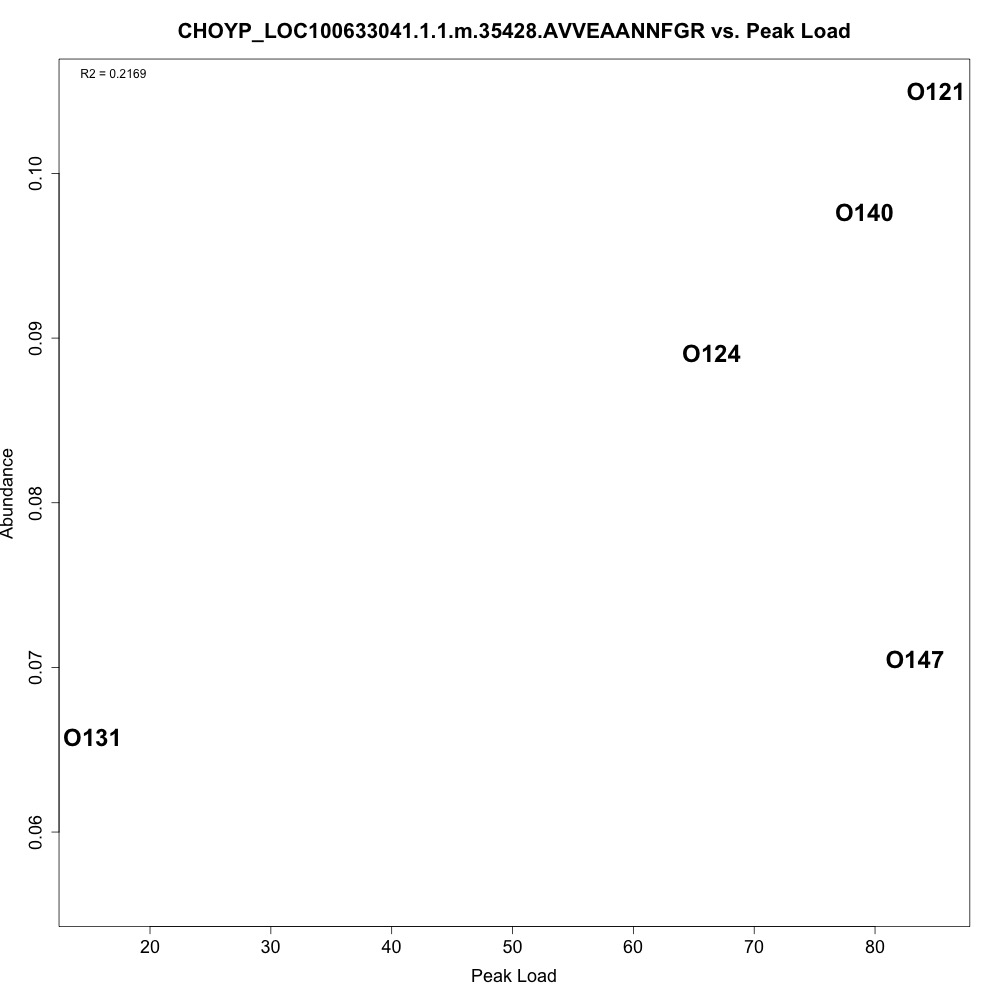 CHOYP_LOC100633041.1.1.m.35428.AVVEAANNFGR vs. Peak Load
R2 = 0.2169
O121
0.10
O140
0.09
O124
Abundance
0.08
0.07
O147
O131
0.06
20 30 40 50 60 70 80
Peak Load